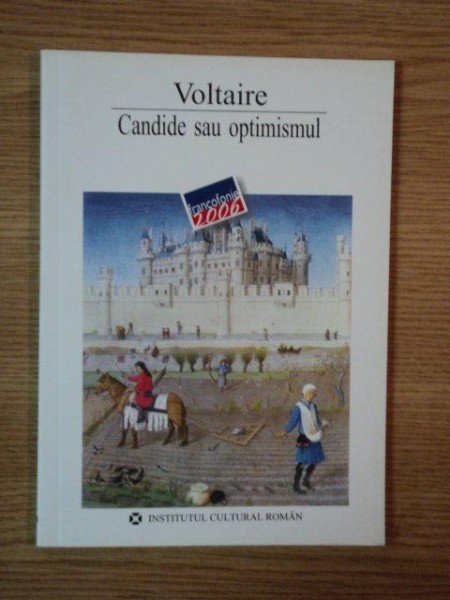 Voltaire
Candide sau optimismul
francofonie
2006
INSTITUTUL CULTURAL ROMÂN